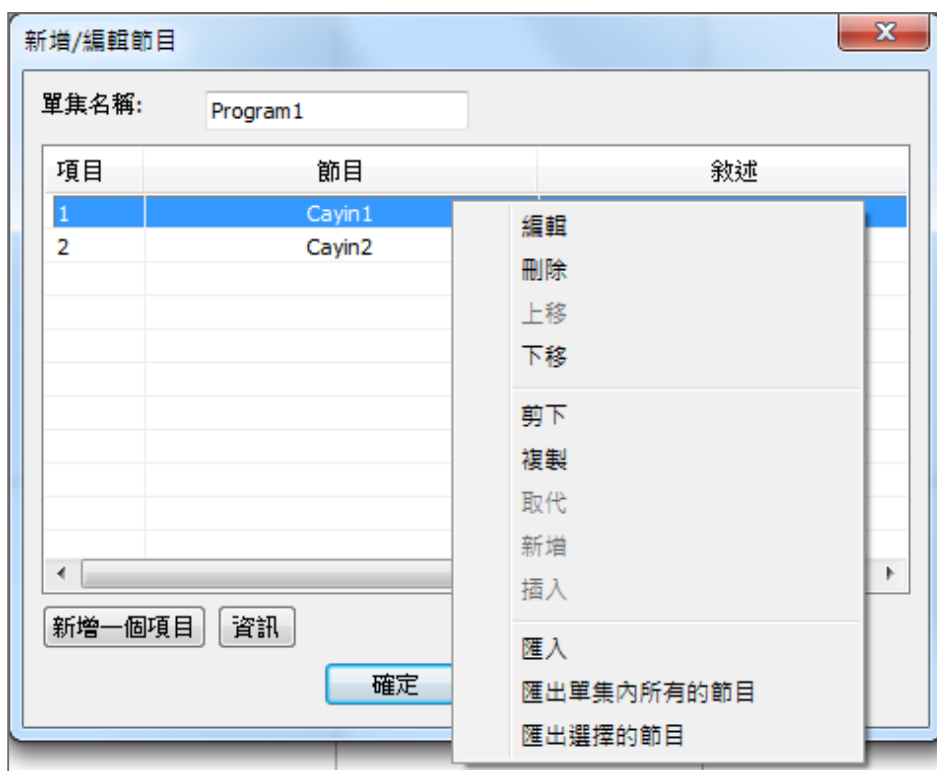 新增/編輯節目
單集名稱: Program1
項目 節目 敘述
1 Cayin1
2 Cayin2
編輯
刪除
上移
下移
剪下
複製
取代
新增
插入
匯入
匯出單集內所有的節目
匯出選擇的節目
新增一個項目 資訊
確定